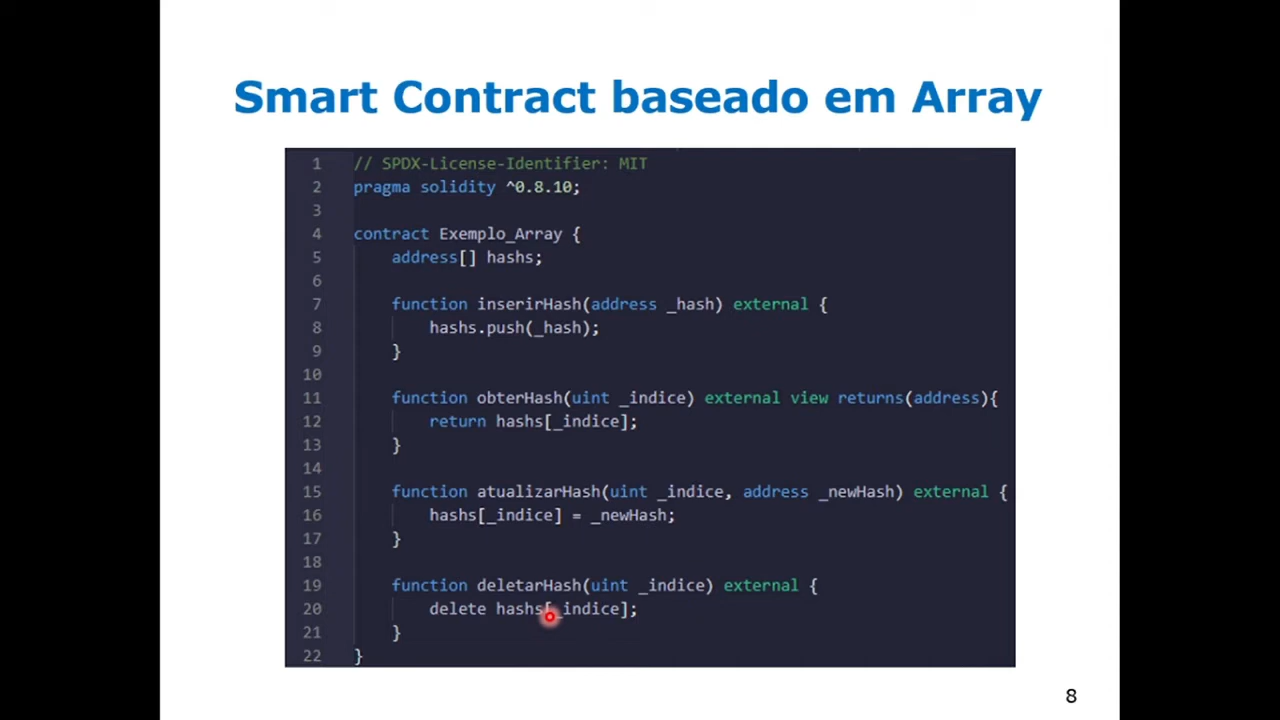 Smart Contract baseado em Array
1 // SPDX-License-Identifier: MIT
2 pragma solidity ^0.8.10;
3
4 contract Exemplo_Array {
5 address[] hashs;
6
7 function inserirHash(address _hash) external {
8 hashs.push(_hash);
9 }
10
11 function obterHash(uint _indice) external view returns(address){
12 return hashs[_indice];
13 }
14
15 function atualizarHash(uint _indice, address _newHash) external {
16 hashs[_indice] = _newHash;
17 }
18
19 function deletarHash(uint _indice) external {
20 delete hashs[_indice];
21 }
22 }
8